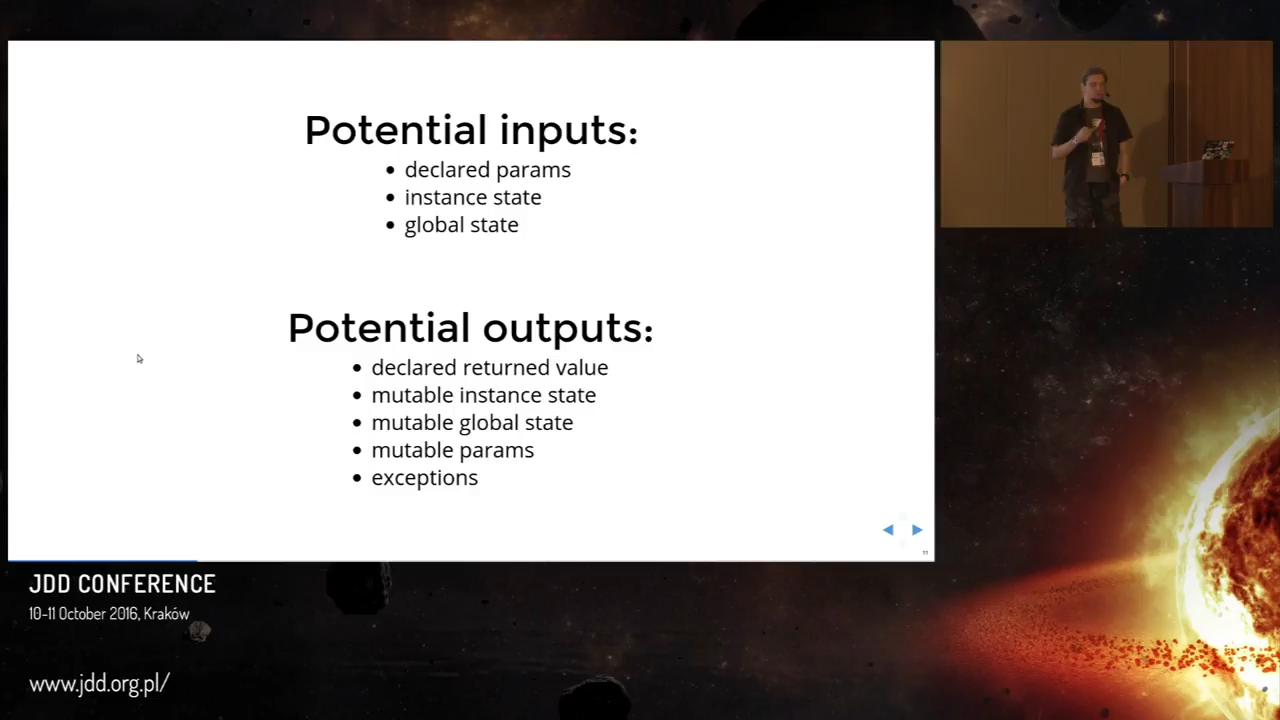 Potential inputs:
declared params
instance state
global state
Potential outputs:
declared returned value
mutable instance state
mutable global state
mutable params
exceptions
11
JDD CONFERENCE
10-11 October 2016, Kraków
www.jdd.org.pl/